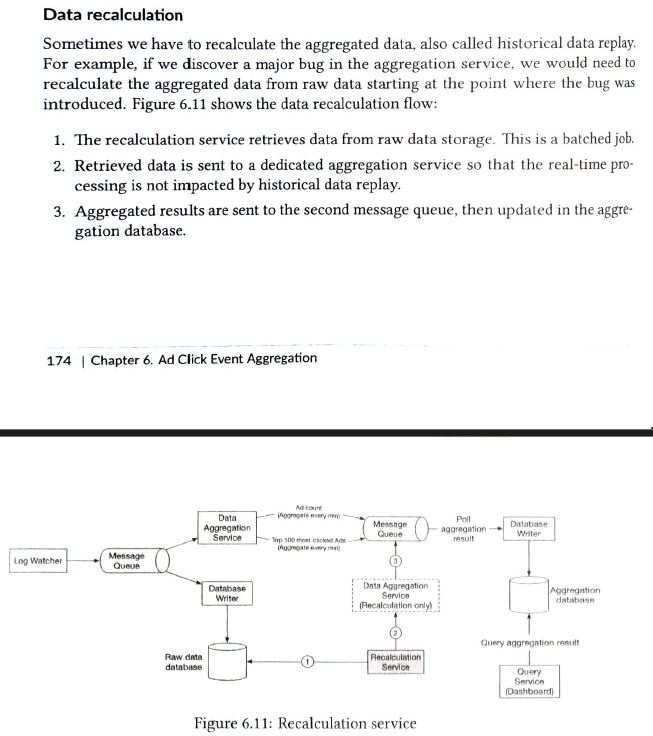 Data recalculation
Sometimes we have to recalculate the aggregated data, also called historical data replay.
For example, if we discover a major bug in the aggregation service, we would need to
recalculate the aggregated data from raw data starting at the point where the bug was
introduced. Figure 6.11 shows the data recalculation flow:
1. The recalculation service retrieves data from raw data storage. This is a batched job.
2. Retrieved data is sent to a dedicated aggregation service so that the real-time pro-
cessing is not impacted by historical data replay.
3. Aggregated results are sent to the second message queue, then updated in the aggre-
gation database.
174 | Chapter 6. Ad Click Event Aggregation
Log Watcher
Message
Queue
Data
Aggregation
Service
Database
Writer
Raw data
database
Ad count
(Aggregate every min)
Top 100 most clicked Ads
(Aggregate every min)
Message
Queue
3
Data Aggregation
Service
(Recalculation only)
2
Recalculation
Service
1
Poll
aggregation
result
Database
Writer
Aggregation
database
Query aggregation result
Query
Service
(Dashboard)
Figure 6.11: Recalculation service